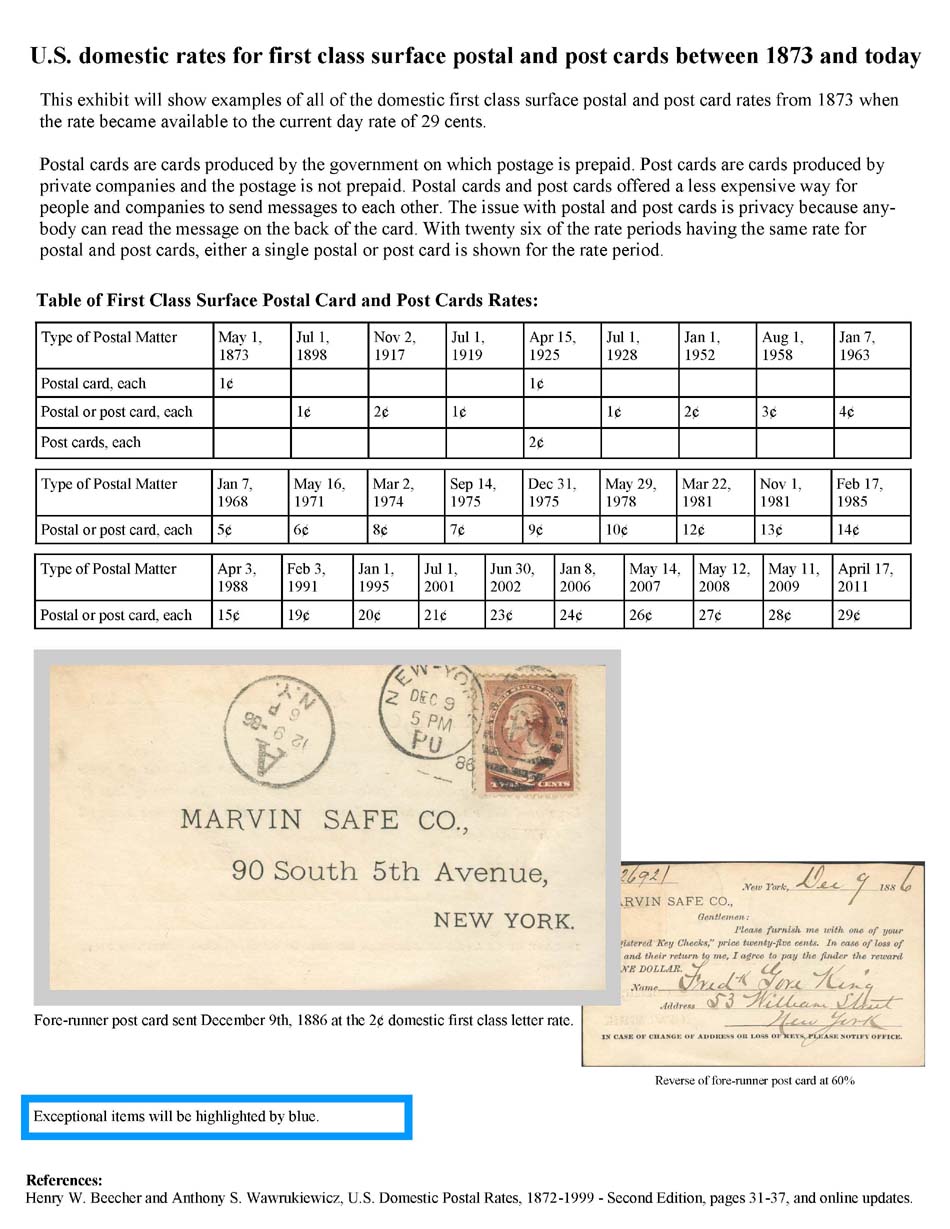 U.S. domestic rates for first class surface postal and post cards between 1873 and today
This exhibit will show examples of all of the domestic first class surface postal and post card rates from 1873 when
the rate became available to the current day rate of 29 cents.
Postal cards are cards produced by the government on which postage is prepaid. Post cards are cards produced by
private companies and the postage is not prepaid. Postal cards and post cards offered a less expensive way for
people and companies to send messages to each other. The issue with postal and post cards is privacy because any-
body can read the message on the back of the card. With twenty six of the rate periods having the same rate for
postal and post cards, either a single postal or post card is shown for the rate period.
Table of First Class Surface Postal Card and Post Cards Rates:
Type of Postal Matter May 1, Jul 1, Nov 2, Jul 1, Apr 15, Jul 1, Jan 1, Aug 1, Jan 7,
1873 1898 1917 1919 1925 1928 1952 1958 1963
Postal card, each 1¢ 1¢
Postal or post card, each 1¢ 2¢ 1¢ 1¢ 2¢ 3¢ 4¢
Post cards, each 2¢
Type of Postal Matter Jan 7, May 16, Mar 2, Sep 14, Dec 31, May 29, Mar 22, Nov 1, Feb 17,
1968 1971 1974 1975 1975 1978 1981 1981 1985
Postal or post card, each 5¢ 6¢ 8¢ 7¢ 9¢ 10¢ 12¢ 13¢ 14¢
Type of Postal Matter Apr 3, Feb 3, Jan 1, Jul 1, Jun 30, Jan 8, May 14, May 12, May 11, April 17,
1988 1991 1995 2001 2002 2006 2007 2008 2009 2011
Postal or post card, each 15¢ 19¢ 20¢ 21¢ 23¢ 24¢ 26¢ 27¢ 28¢ 29¢
N.Y.
6 P
12 9 -86
A
NEW-YO
DEC 9
5 PM
PU
86
CENTS
MARVIN SAFE CO.,
90 South 5th Avenue,
NEW YORK.
26921
New York, Dec 9 1886
ARVIN SAFE CO.,
Gentlemen:
Please furnish me with one of your
istered Key Checks," price twenty-five cents. In case of loss of
and their return to me, I agree to pay the finder the reward
NE DOLLAR.
Name Fredk Gore King
Address 53 William Street
New York
IN CASE OF CHANGE OF ADDRESS OR LOSS OF KEYS, PLEASE NOTIFY OFFICE.
Fore-runner post card sent December 9th, 1886 at the 2¢ domestic first class letter rate.
Reverse of fore-runner post card at 60%
Exceptional items will be highlighted by blue.
References:
Henry W. Beecher and Anthony S. Wawrukiewicz, U.S. Domestic Postal Rates, 1872-1999 - Second Edition, pages 31-37, and online updates.